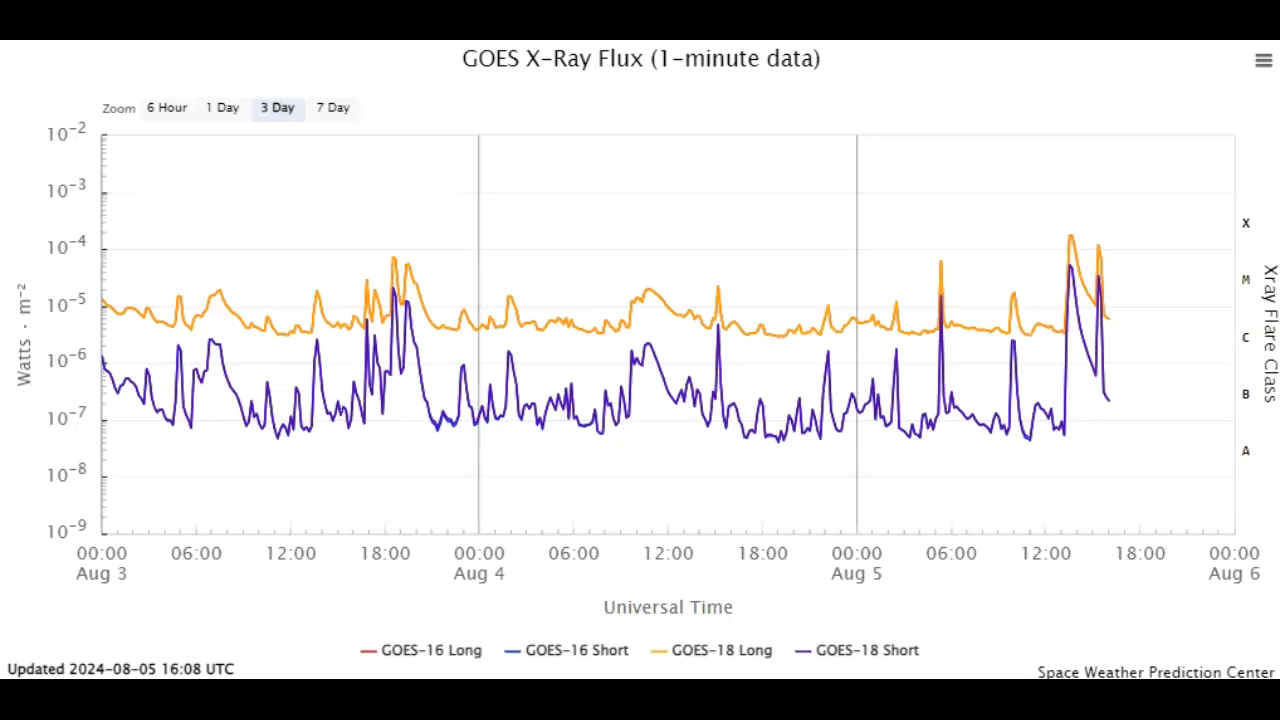 GOES X-Ray Flux (1-minute data)
Zoom 6 Hour 1 Day 3 Day 7 Day
10⁻²
10⁻³
10⁻⁴
10⁻⁵
10⁻⁶
10⁻⁷
10⁻⁸
10⁻⁹
Watts · m⁻²
X
M
C
B
A
Xray Flare Class
00:00 06:00 12:00 18:00 00:00 06:00 12:00 18:00 00:00 06:00 12:00 18:00 00:00
Aug 3 Aug 4 Aug 5 Aug 6
Universal Time
GOES-16 Long GOES-16 Short GOES-18 Long GOES-18 Short
Updated 2024-08-05 16:08 UTC
Space Weather Prediction Center